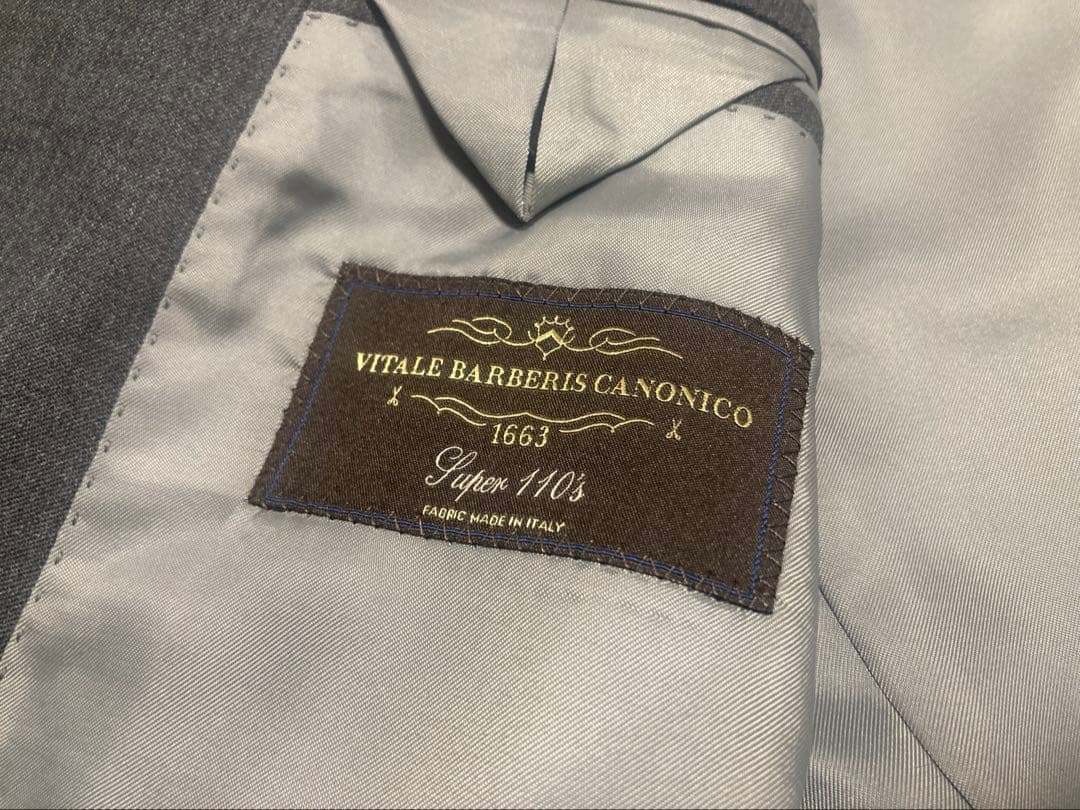 VITALE BARBERIS CANONICO
1663
Super 110's
FABRIC MADE IN ITALY